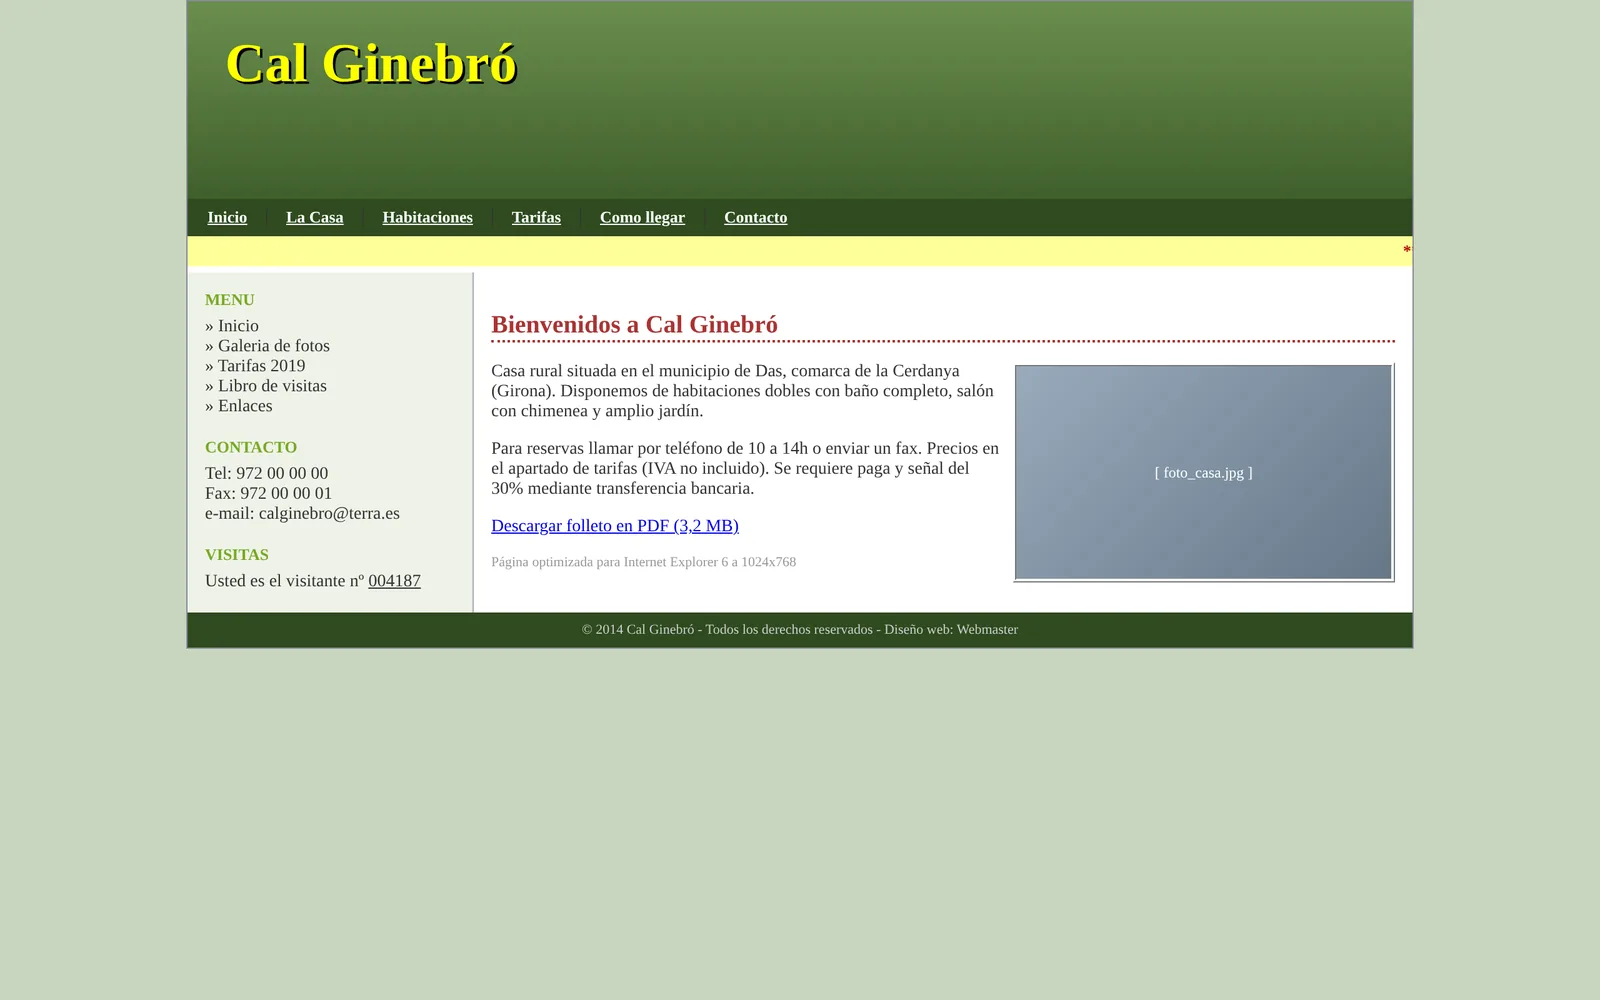 Cal Ginebró
Inicio La Casa Habitaciones Tarifas Como llegar Contacto
*
MENU
» Inicio
» Galeria de fotos
» Tarifas 2019
» Libro de visitas
» Enlaces
CONTACTO
Tel: 972 00 00 00
Fax: 972 00 00 01
e-mail: calginebro@terra.es
VISITAS
Usted es el visitante nº 004187
Bienvenidos a Cal Ginebró
Casa rural situada en el municipio de Das, comarca de la Cerdanya
(Girona). Disponemos de habitaciones dobles con baño completo, salón
con chimenea y amplio jardín.
Para reservas llamar por teléfono de 10 a 14h o enviar un fax. Precios en
el apartado de tarifas (IVA no incluido). Se requiere paga y señal del
30% mediante transferencia bancaria.
Descargar folleto en PDF (3,2 MB)
Página optimizada para Internet Explorer 6 a 1024x768
[ foto_casa.jpg ]
© 2014 Cal Ginebró - Todos los derechos reservados - Diseño web: Webmaster